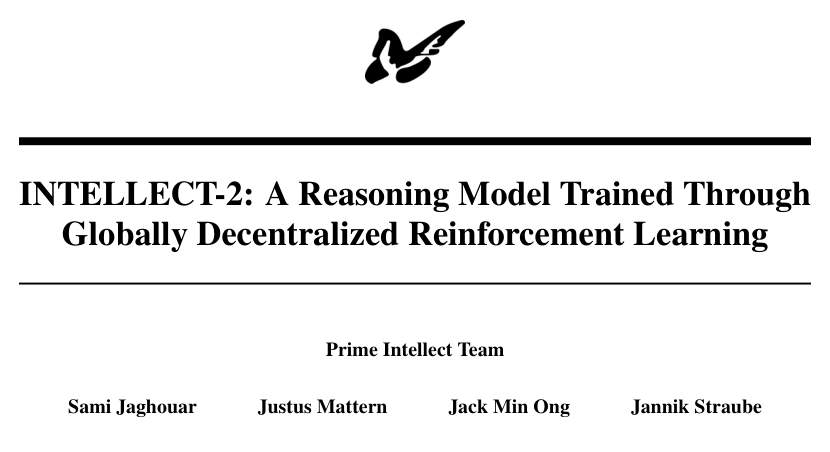 INTELLECT-2: A Reasoning Model Trained Through
Globally Decentralized Reinforcement Learning
Prime Intellect Team
Sami Jaghouar Justus Mattern Jack Min Ong Jannik Straube